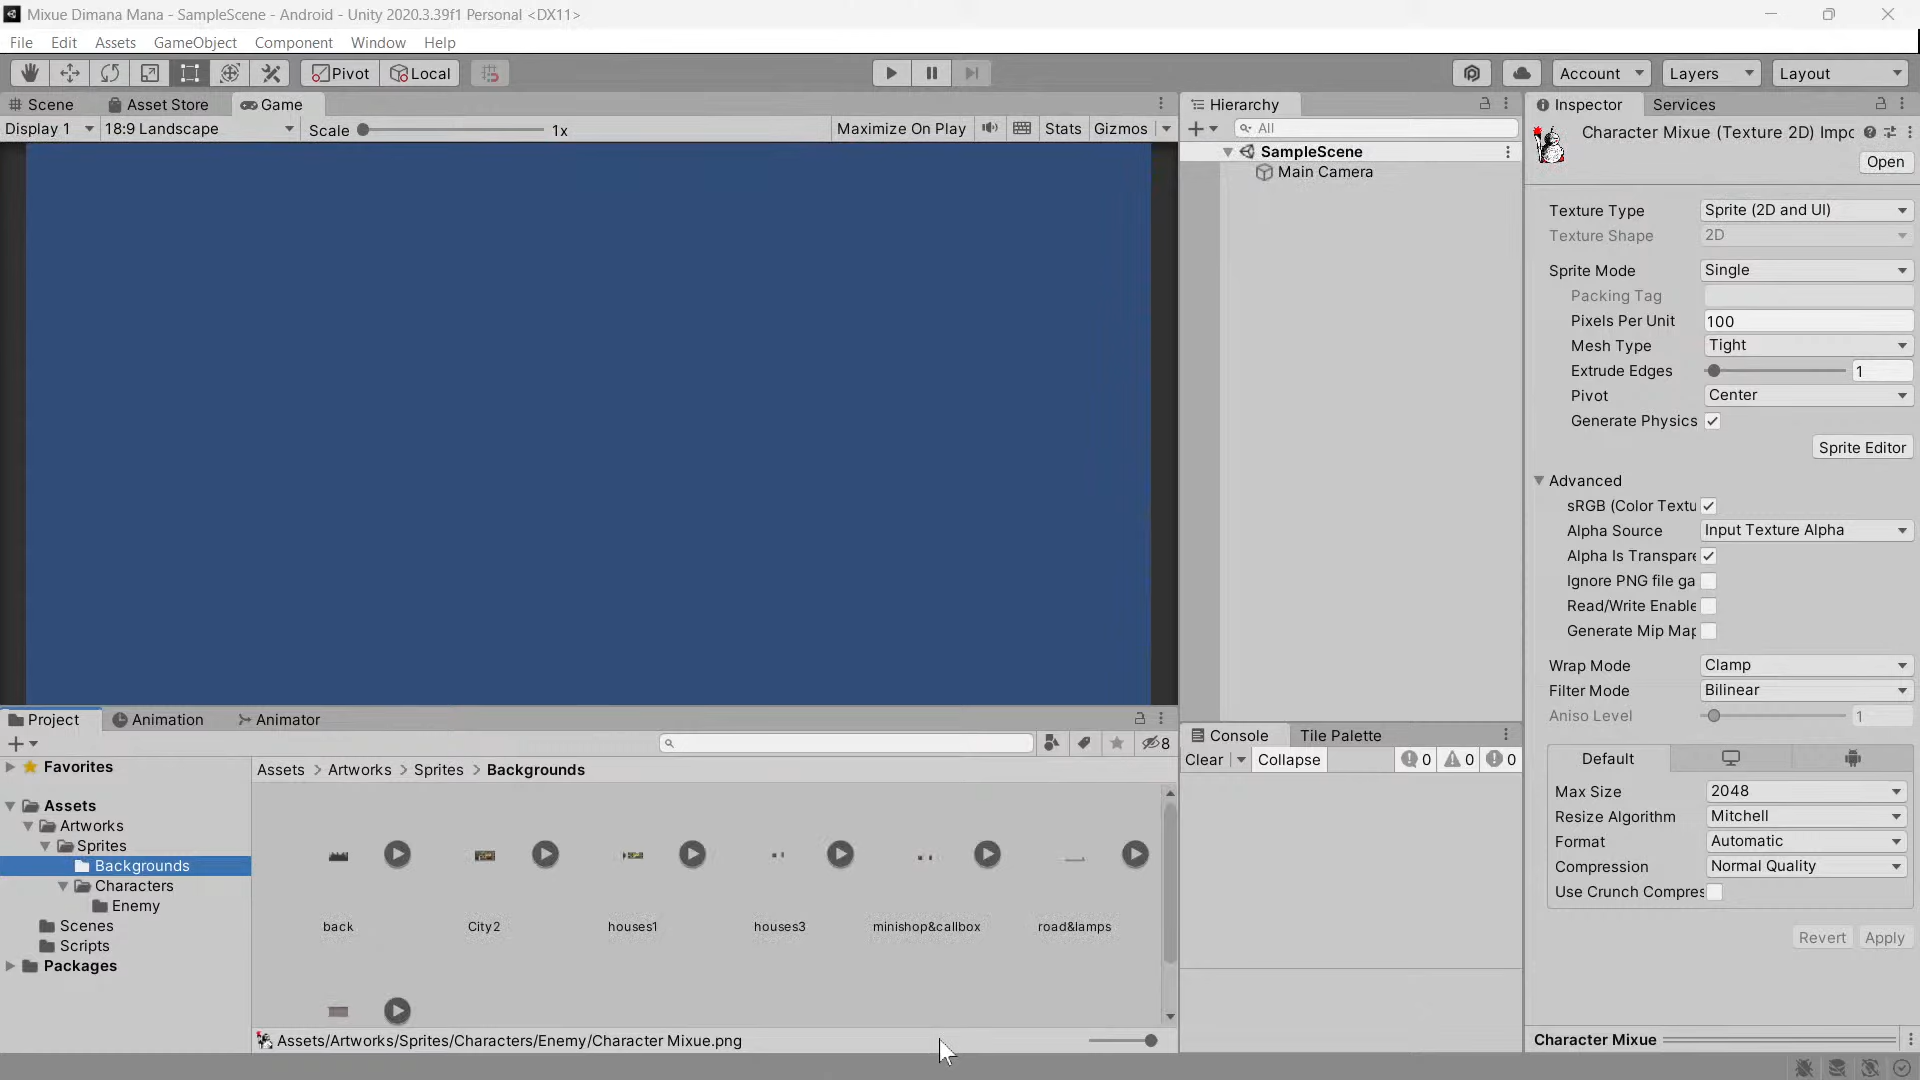 Mixue Dimana Mana - SampleScene - Android - Unity 2020.3.39f1 Personal <DX11>
File Edit Assets GameObject Component Window Help
Pivot Local Account Layers Layout
Scene Asset Store Game
Display 1 18:9 Landscape Scale 1x Maximize On Play Stats Gizmos
Hierarchy
All
SampleScene
Main Camera
Inspector Services
Character Mixue (Texture 2D) Impc
Open
Texture Type Sprite (2D and UI)
Texture Shape 2D
Sprite Mode Single
Packing Tag
Pixels Per Unit 100
Mesh Type Tight
Extrude Edges 1
Pivot Center
Generate Physics
Sprite Editor
Advanced
sRGB (Color Textu
Alpha Source Input Texture Alpha
Alpha Is Transpare
Ignore PNG file ga
Read/Write Enable
Generate Mip Map
Wrap Mode Clamp
Filter Mode Bilinear
Aniso Level 1
Default
Max Size 2048
Resize Algorithm Mitchell
Format Automatic
Compression Normal Quality
Use Crunch Compres
Revert Apply
Character Mixue
Project Animation Animator
8
Favorites
Assets
Artworks
Sprites
Backgrounds
Characters
Enemy
Scenes
Scripts
Packages
Assets > Artworks > Sprites > Backgrounds
back City2 houses1 houses3 minishop&callbox road&lamps
Assets/Artworks/Sprites/Characters/Enemy/Character Mixue.png
Console Tile Palette
Clear Collapse 0 0 0